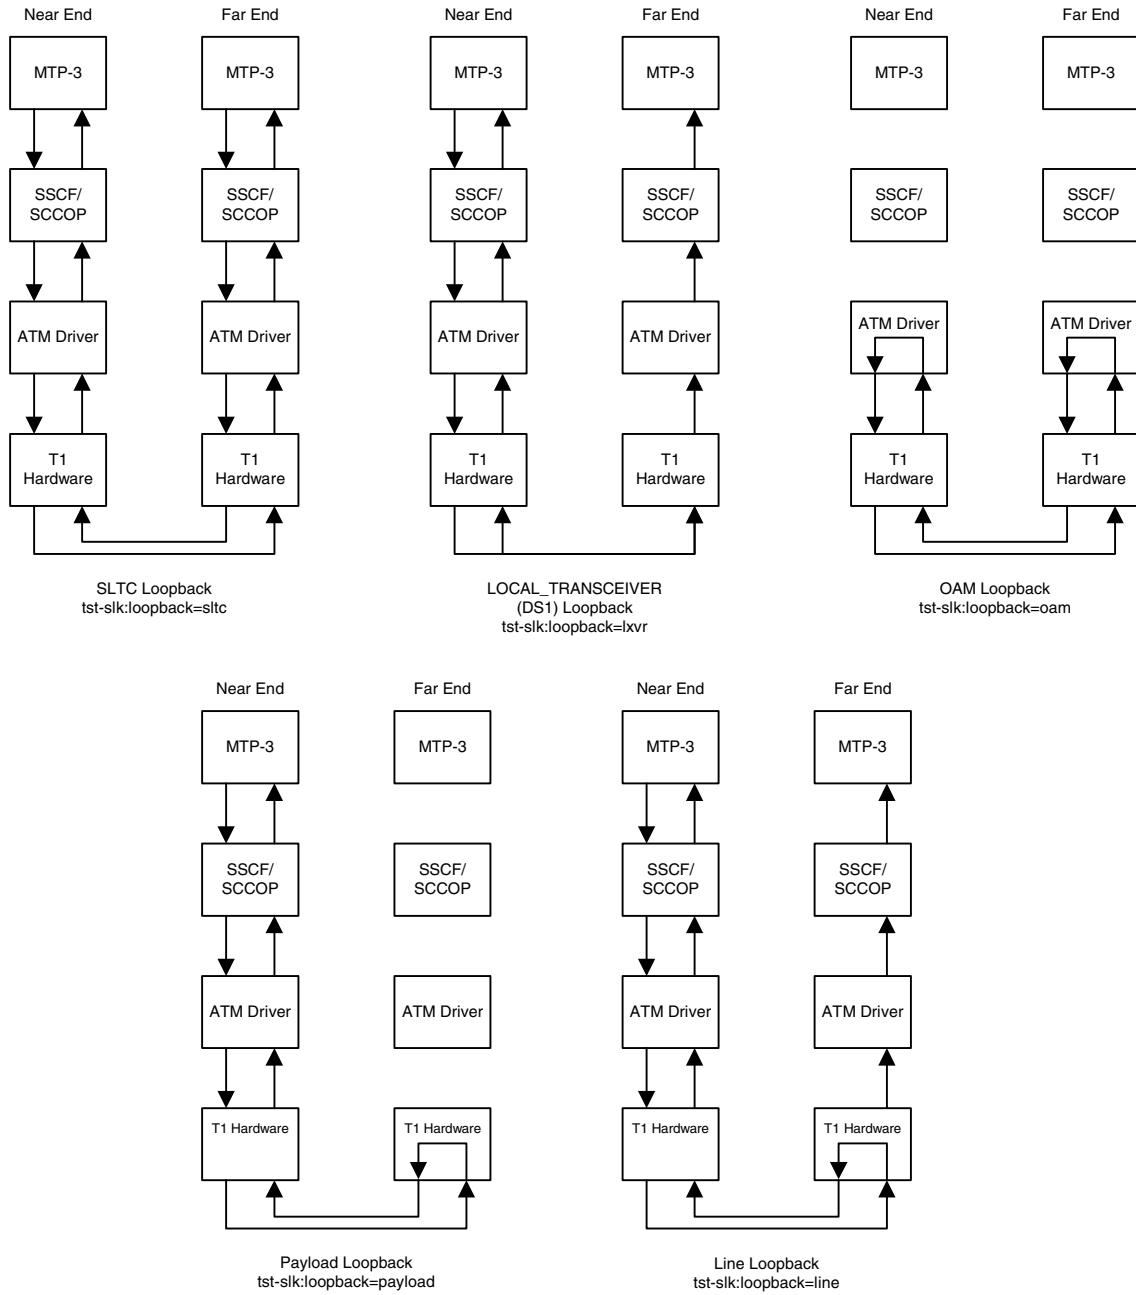 Near End
Far End
MTP-3
MTP-3
SSCF/
SCCOP
SSCF/
SCCOP
ATM Driver
ATM Driver
T1
Hardware
T1
Hardware
SLTC Loopback
tst-slk:loopback=sltc
Near End
Far End
MTP-3
MTP-3
SSCF/
SCCOP
SSCF/
SCCOP
ATM Driver
ATM Driver
T1
Hardware
T1
Hardware
LOCAL_TRANSCEIVER
(DS1) Loopback
tst-slk:loopback=lxvr
Near End
Far End
MTP-3
MTP-3
SSCF/
SCCOP
SSCF/
SCCOP
ATM Driver
ATM Driver
T1
Hardware
T1
Hardware
OAM Loopback
tst-slk:loopback=oam
Near End
Far End
MTP-3
MTP-3
SSCF/
SCCOP
SSCF/
SCCOP
ATM Driver
ATM Driver
T1 Hardware
T1 Hardware
Payload Loopback
tst-slk:loopback=payload
Near End
Far End
MTP-3
MTP-3
SSCF/
SCCOP
SSCF/
SCCOP
ATM Driver
ATM Driver
T1 Hardware
T1 Hardware
Line Loopback
tst-slk:loopback=line